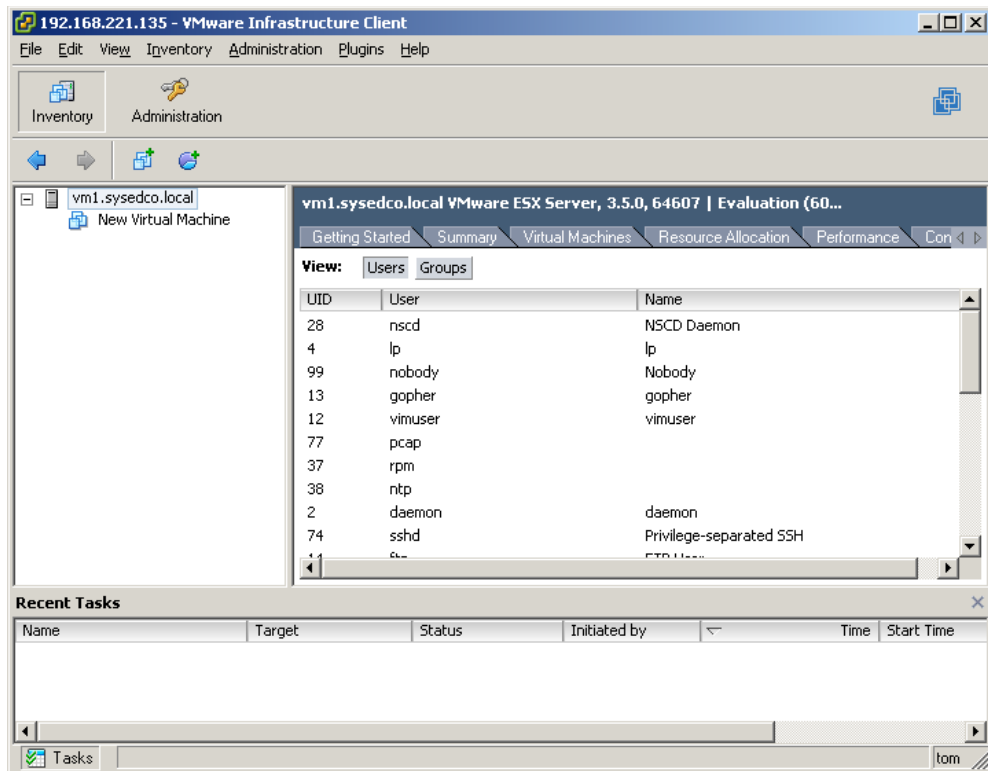 192.168.221.135 - VMware Infrastructure Client
File Edit View Inventory Administration Plugins Help
Inventory Administration
vm1.sysedco.local
New Virtual Machine
vm1.sysedco.local VMware ESX Server, 3.5.0, 64607 | Evaluation (60...
Getting Started Summary Virtual Machines Resource Allocation Performance Con
View: Users Groups
UID User Name
28 nscd NSCD Daemon
4 lp lp
99 nobody Nobody
13 gopher gopher
12 vimuser vimuser
77 pcap
37 rpm
38 ntp
2 daemon daemon
74 sshd Privilege-separated SSH
Recent Tasks
Name Target Status Initiated by Time Start Time
Tasks tom